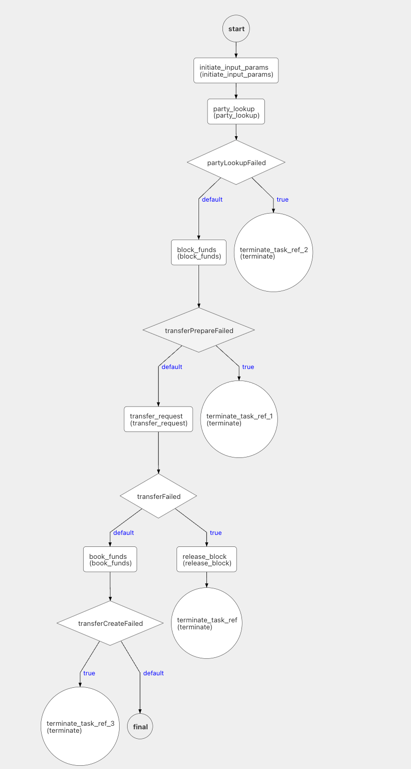 start
initiate_input_params
(initiate_input_params)
party_lookup
(party_lookup)
partyLookupFailed
default
true
block_funds
(block_funds)
terminate_task_ref_2
(terminate)
transferPrepareFailed
default
true
transfer_request
(transfer_request)
terminate_task_ref_1
(terminate)
transferFailed
default
true
book_funds
(book_funds)
release_block
(release_block)
transferCreateFailed
terminate_task_ref
(terminate)
true
default
terminate_task_ref_3
(terminate)
final